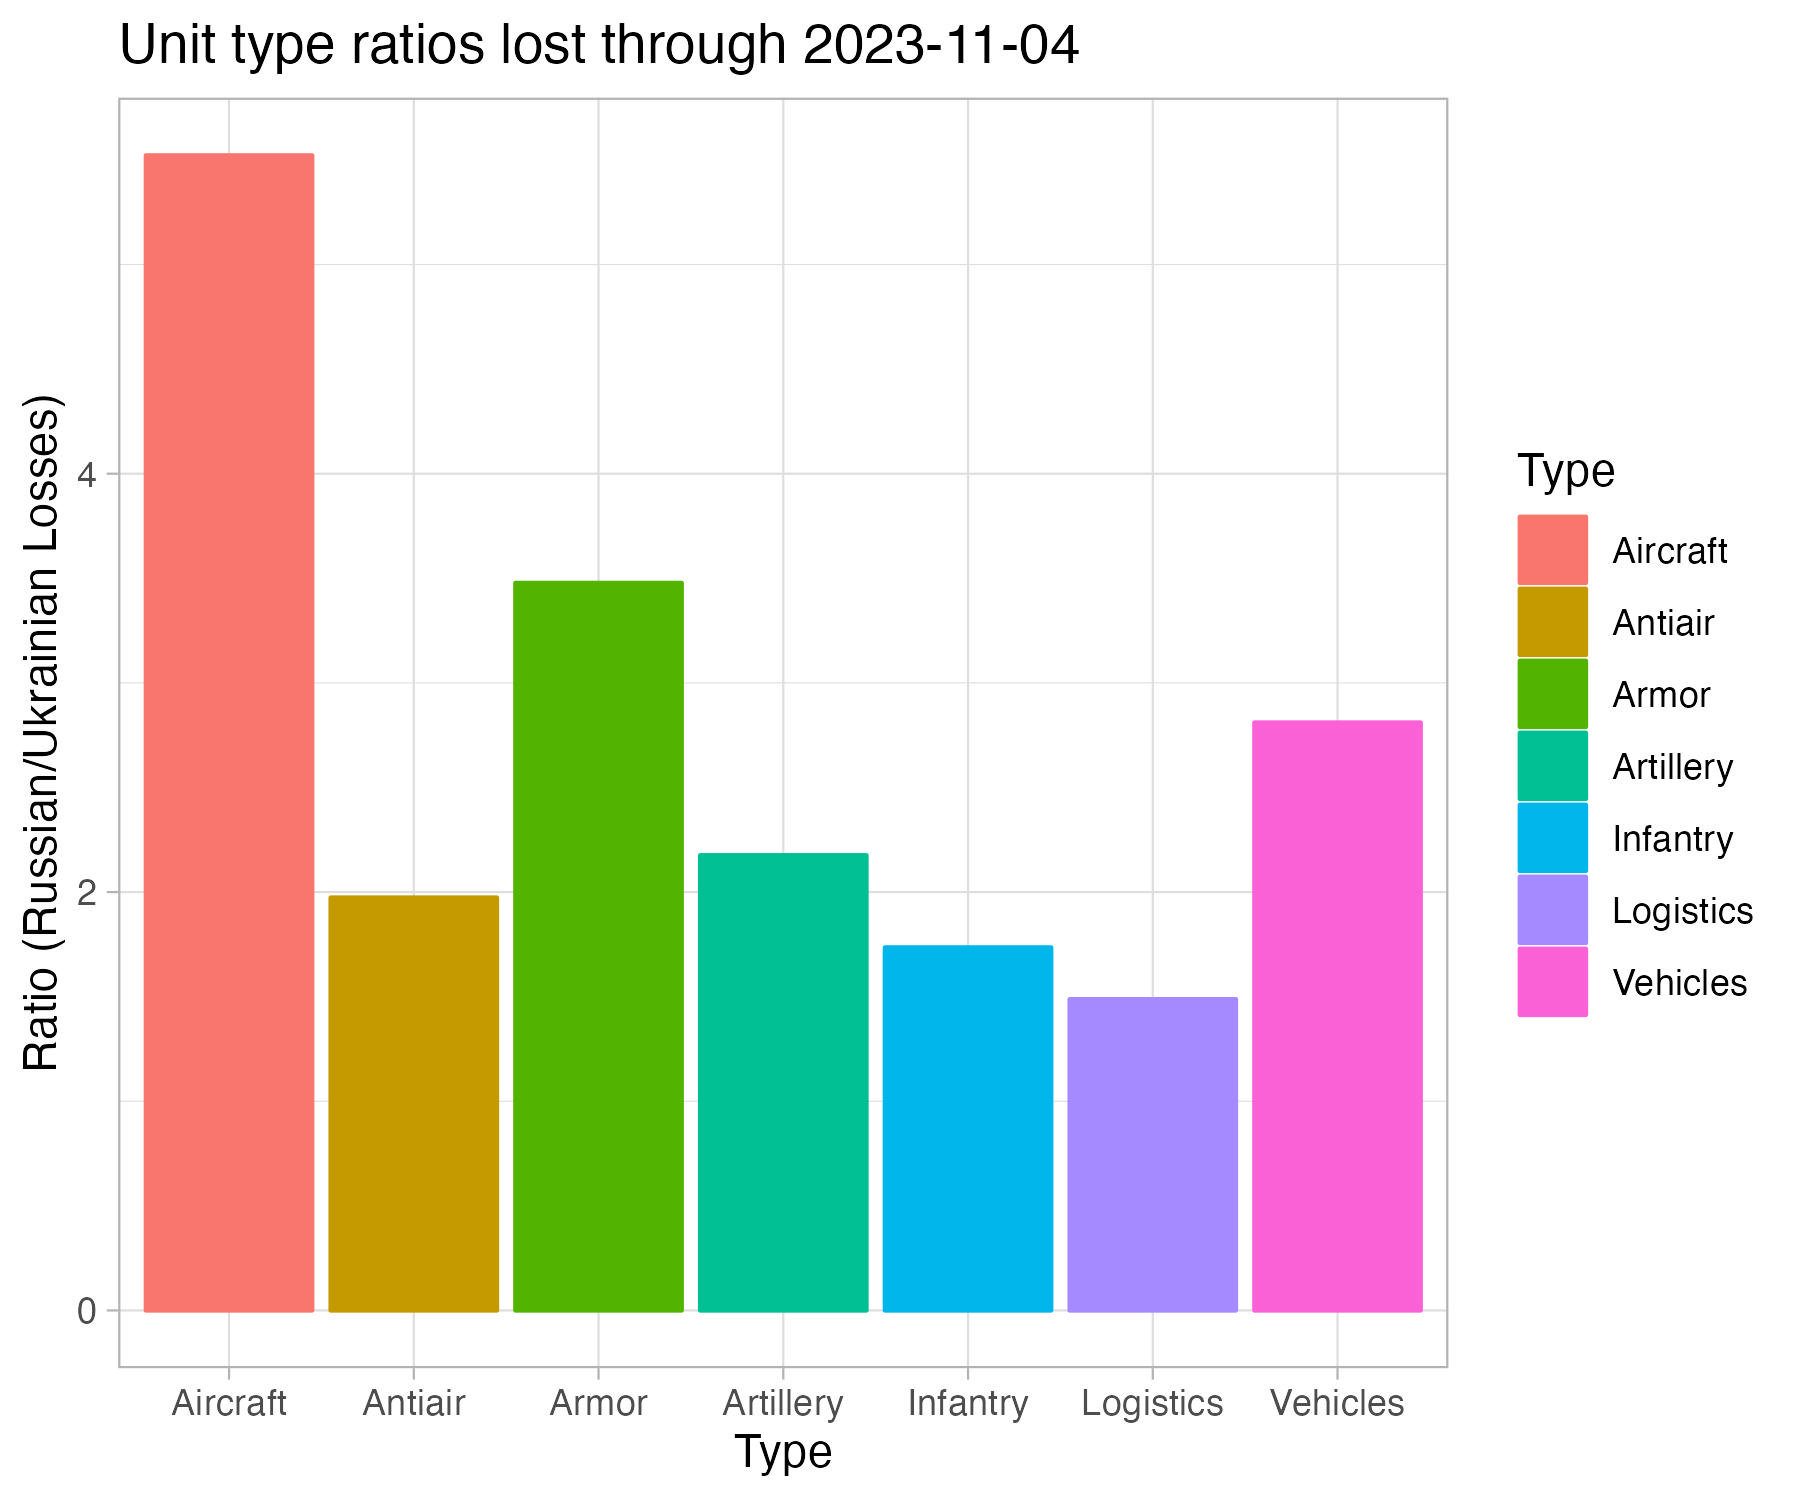 Unit type ratios lost through 2023-11-04
Ratio (Russian/Ukrainian Losses)
4
2
0
Aircraft
Antiair
Armor
Artillery
Infantry
Logistics
Vehicles
Type
Type
Aircraft
Antiair
Armor
Artillery
Infantry
Logistics
Vehicles